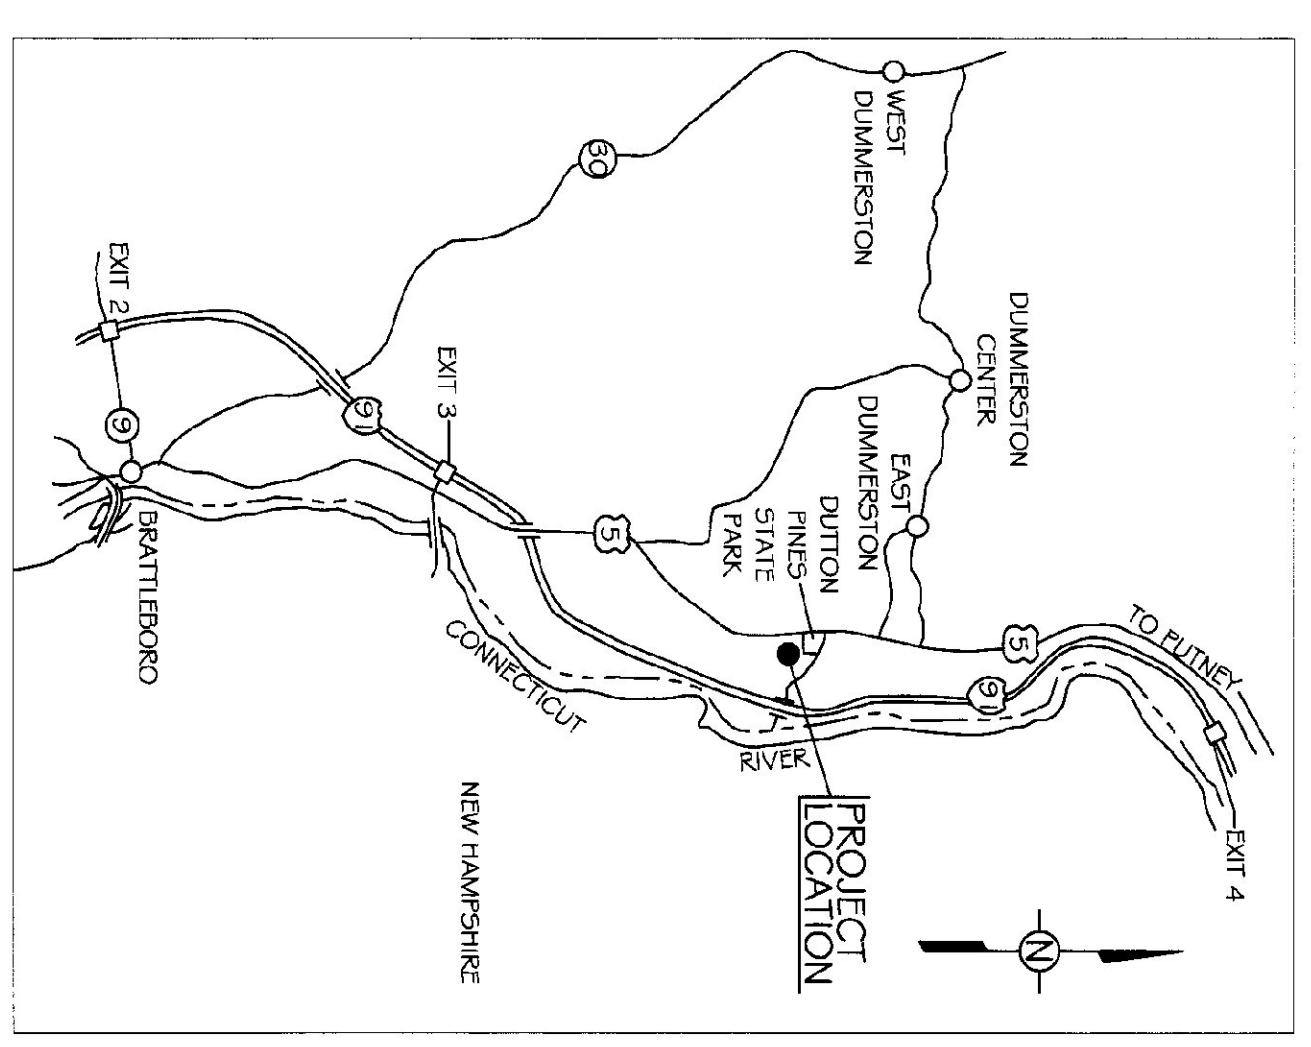 EXIT 4
TO PUTNEY
N
DUMMERSTON
CENTER
5
91
WEST
DUMMERSTON
EAST
DUMMERSTON
PROJECT
LOCATION
DUTTON
PINES
STATE
PARK
CONNECTICUT RIVER
5
30
NEW HAMPSHIRE
EXIT 3
91
BRATTLEBORO
9
EXIT 2